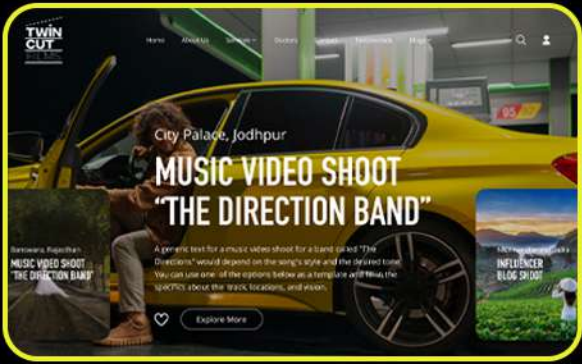 TWIN
CUT
FILMS
Home About Us Services Doctors
City Palace, Jodhpur
MUSIC VIDEO SHOOT
“THE DIRECTION BAND”
A generic text for a music video shoot for a band called "The
Directions" would depend on the song's style and the desired tone.
You can use one of the options below as a template and fill in the
specifics about the track, locations, and vision.
Explore More
Banswara, Rajasthan
MUSIC VIDEO SHOOT
"THE DIRECTION BAND"
INFLUENCER
BLOG SHOOT